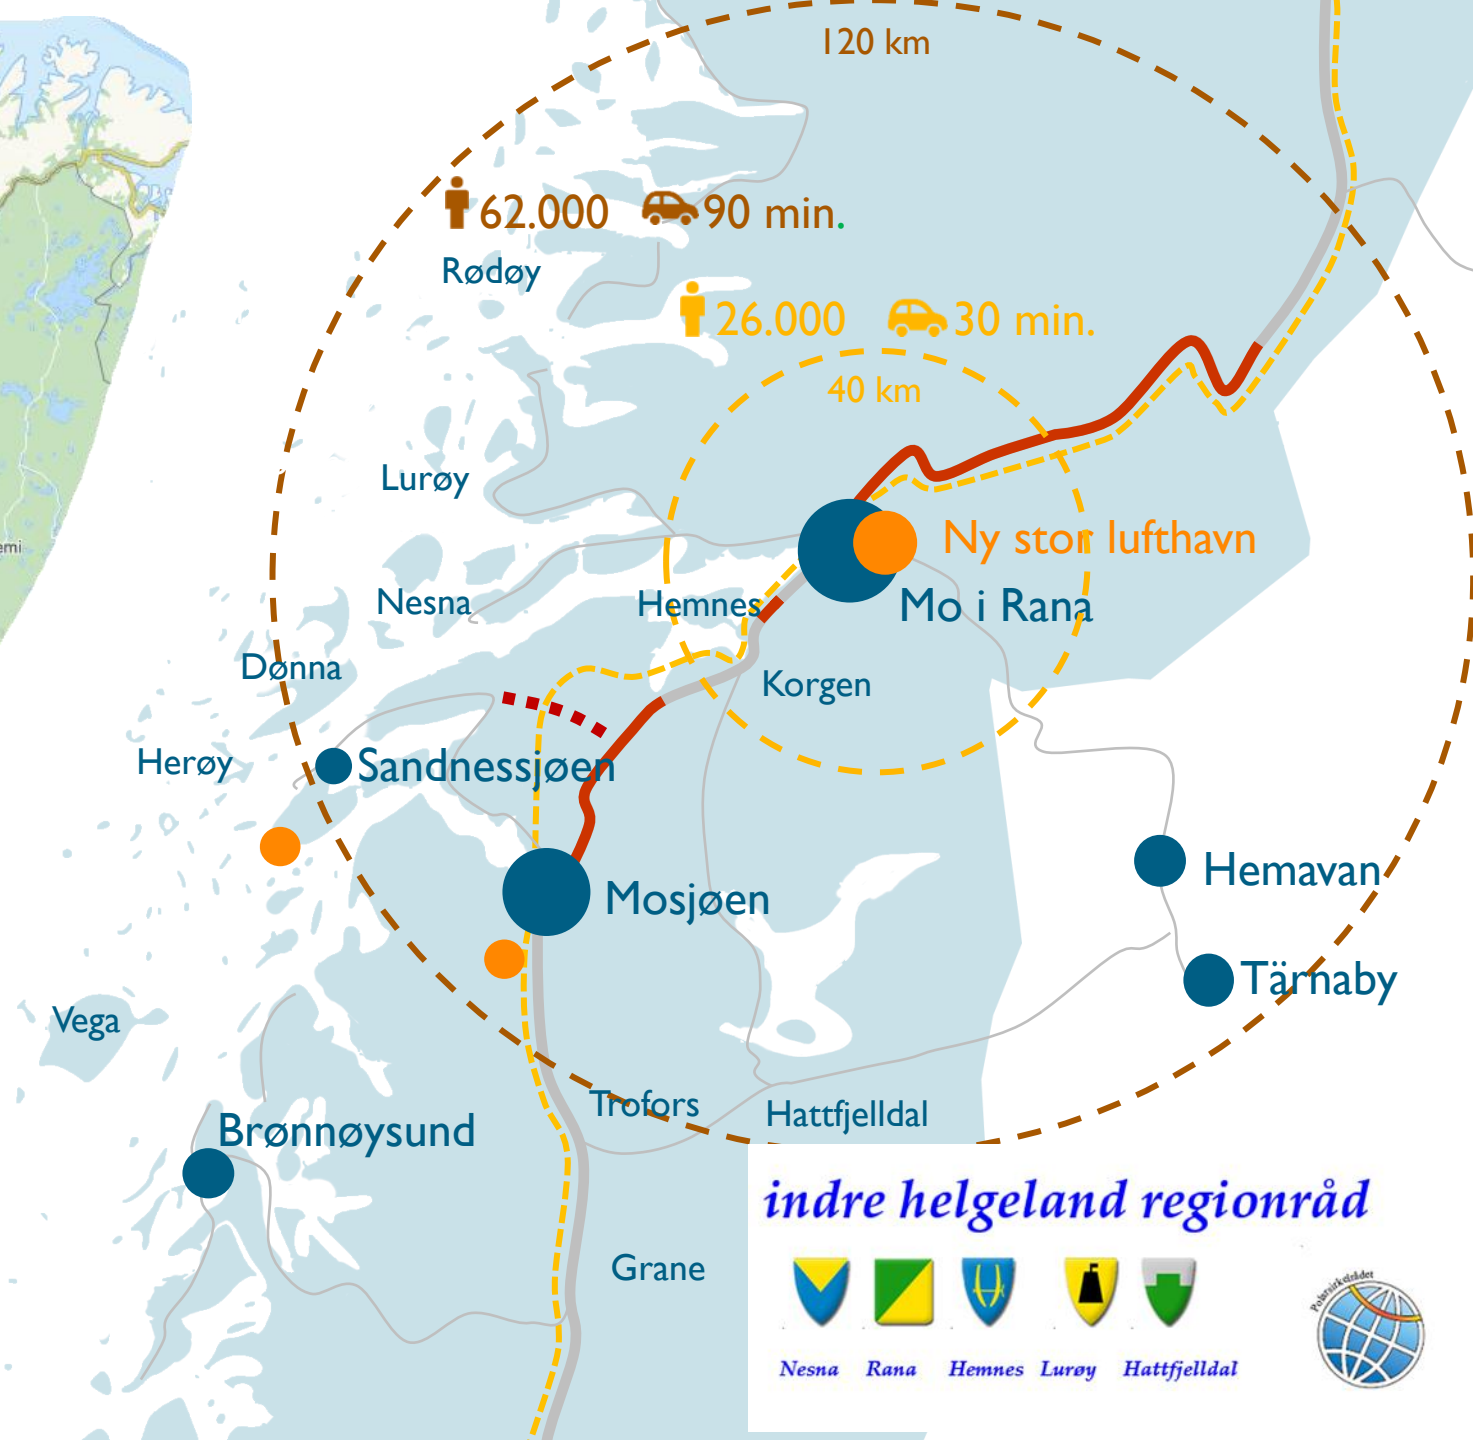 120 km
62.000 90 min.
Rødøy
26.000 30 min.
40 km
Lurøy
Ny stor lufthavn
emi
Nesna
Hemnes
Mo i Rana
Dønna
Korgen
Herøy
Sandnessjøen
Hemavan
Mosjøen
Tärnaby
Vega
Trofors
Hattfjelldal
Brønnøysund
indre helgeland regionråd
Grane
Polarsirkelrådet
Nesna Rana Hemnes Lurøy Hattfjelldal